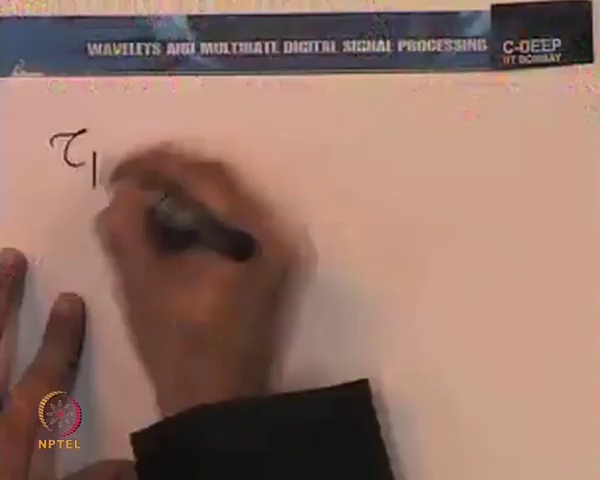 WAVELETS AND MULTIRATE DIGITAL SIGNAL PROCESSING
C-DEEP
IIT BOMBAY
τ₁
NPTEL